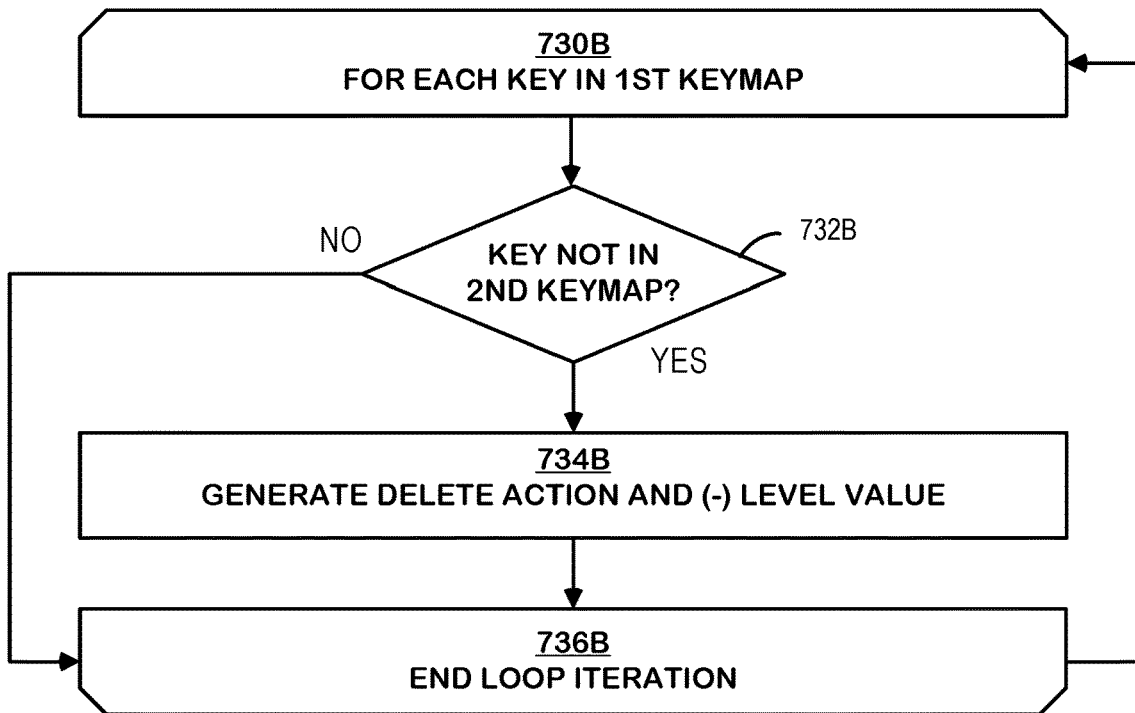 730B
FOR EACH KEY IN 1ST KEYMAP
732B
NO
KEY NOT IN
2ND KEYMAP?
YES
734B
GENERATE DELETE ACTION AND (-) LEVEL VALUE
736B
END LOOP ITERATION